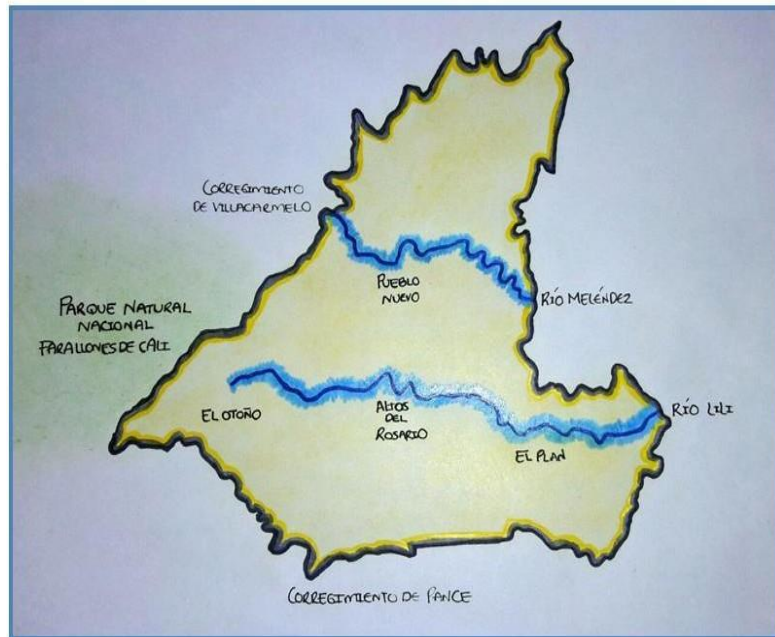 CORREGIMIENTO
DE VILLACARMELO
PUEBLO
NUEVO
RÍO MELÉNDEZ
PARQUE NATURAL
NACIONAL
FARALLONES DE CALI
EL OTOÑO
ALTOS
DEL
ROSARIO
EL PLAN
RÍO LILI
CORREGIMIENTO DE PANCE